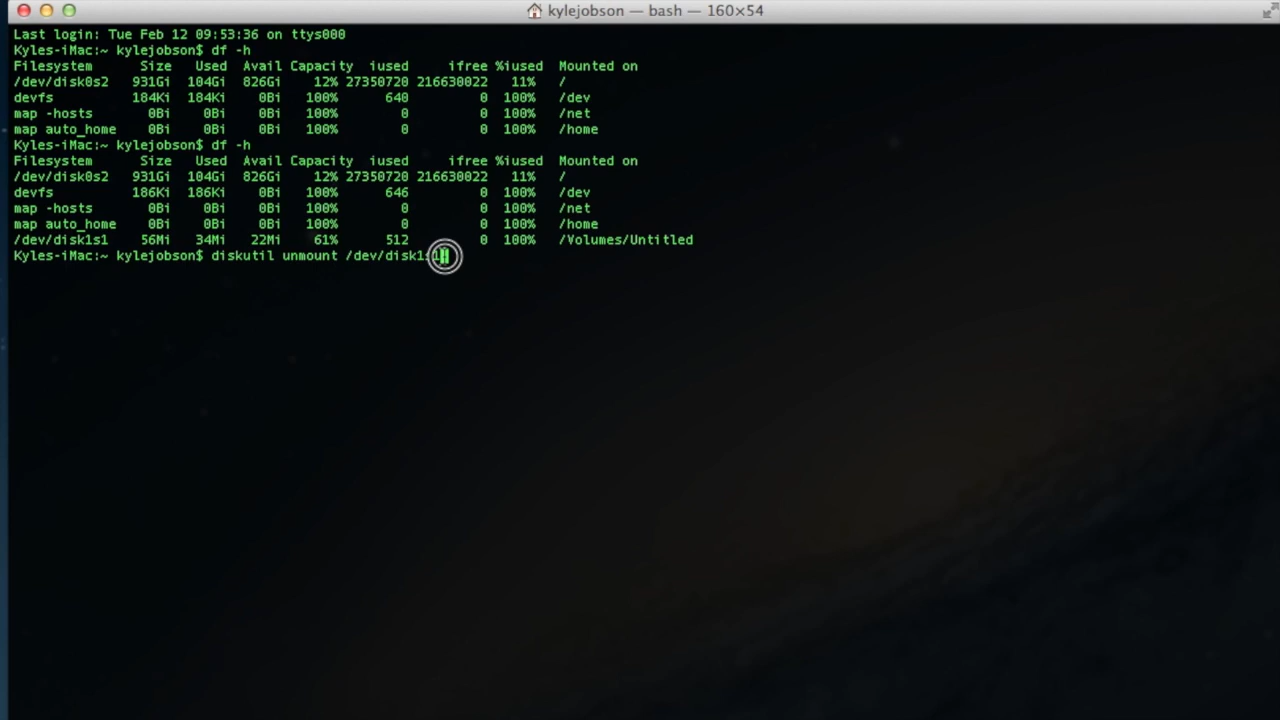 kylejobson — bash — 160×54
Last login: Tue Feb 12 09:53:36 on ttys000
Kyles-iMac:~ kylejobson$ df -h
Filesystem Size Used Avail Capacity iused ifree %iused Mounted on
/dev/disk0s2 931Gi 104Gi 826Gi 12% 27350720 216630022 11% /
devfs 184Ki 184Ki 0Bi 100% 640 0 100% /dev
map -hosts 0Bi 0Bi 0Bi 100% 0 0 100% /net
map auto_home 0Bi 0Bi 0Bi 100% 0 0 100% /home
Kyles-iMac:~ kylejobson$ df -h
Filesystem Size Used Avail Capacity iused ifree %iused Mounted on
/dev/disk0s2 931Gi 104Gi 826Gi 12% 27350720 216630022 11% /
devfs 186Ki 186Ki 0Bi 100% 646 0 100% /dev
map -hosts 0Bi 0Bi 0Bi 100% 0 0 100% /net
map auto_home 0Bi 0Bi 0Bi 100% 0 0 100% /home
/dev/disk1s1 56Mi 34Mi 22Mi 61% 512 0 100% /Volumes/Untitled
Kyles-iMac:~ kylejobson$ diskutil unmount /dev/disk1s1